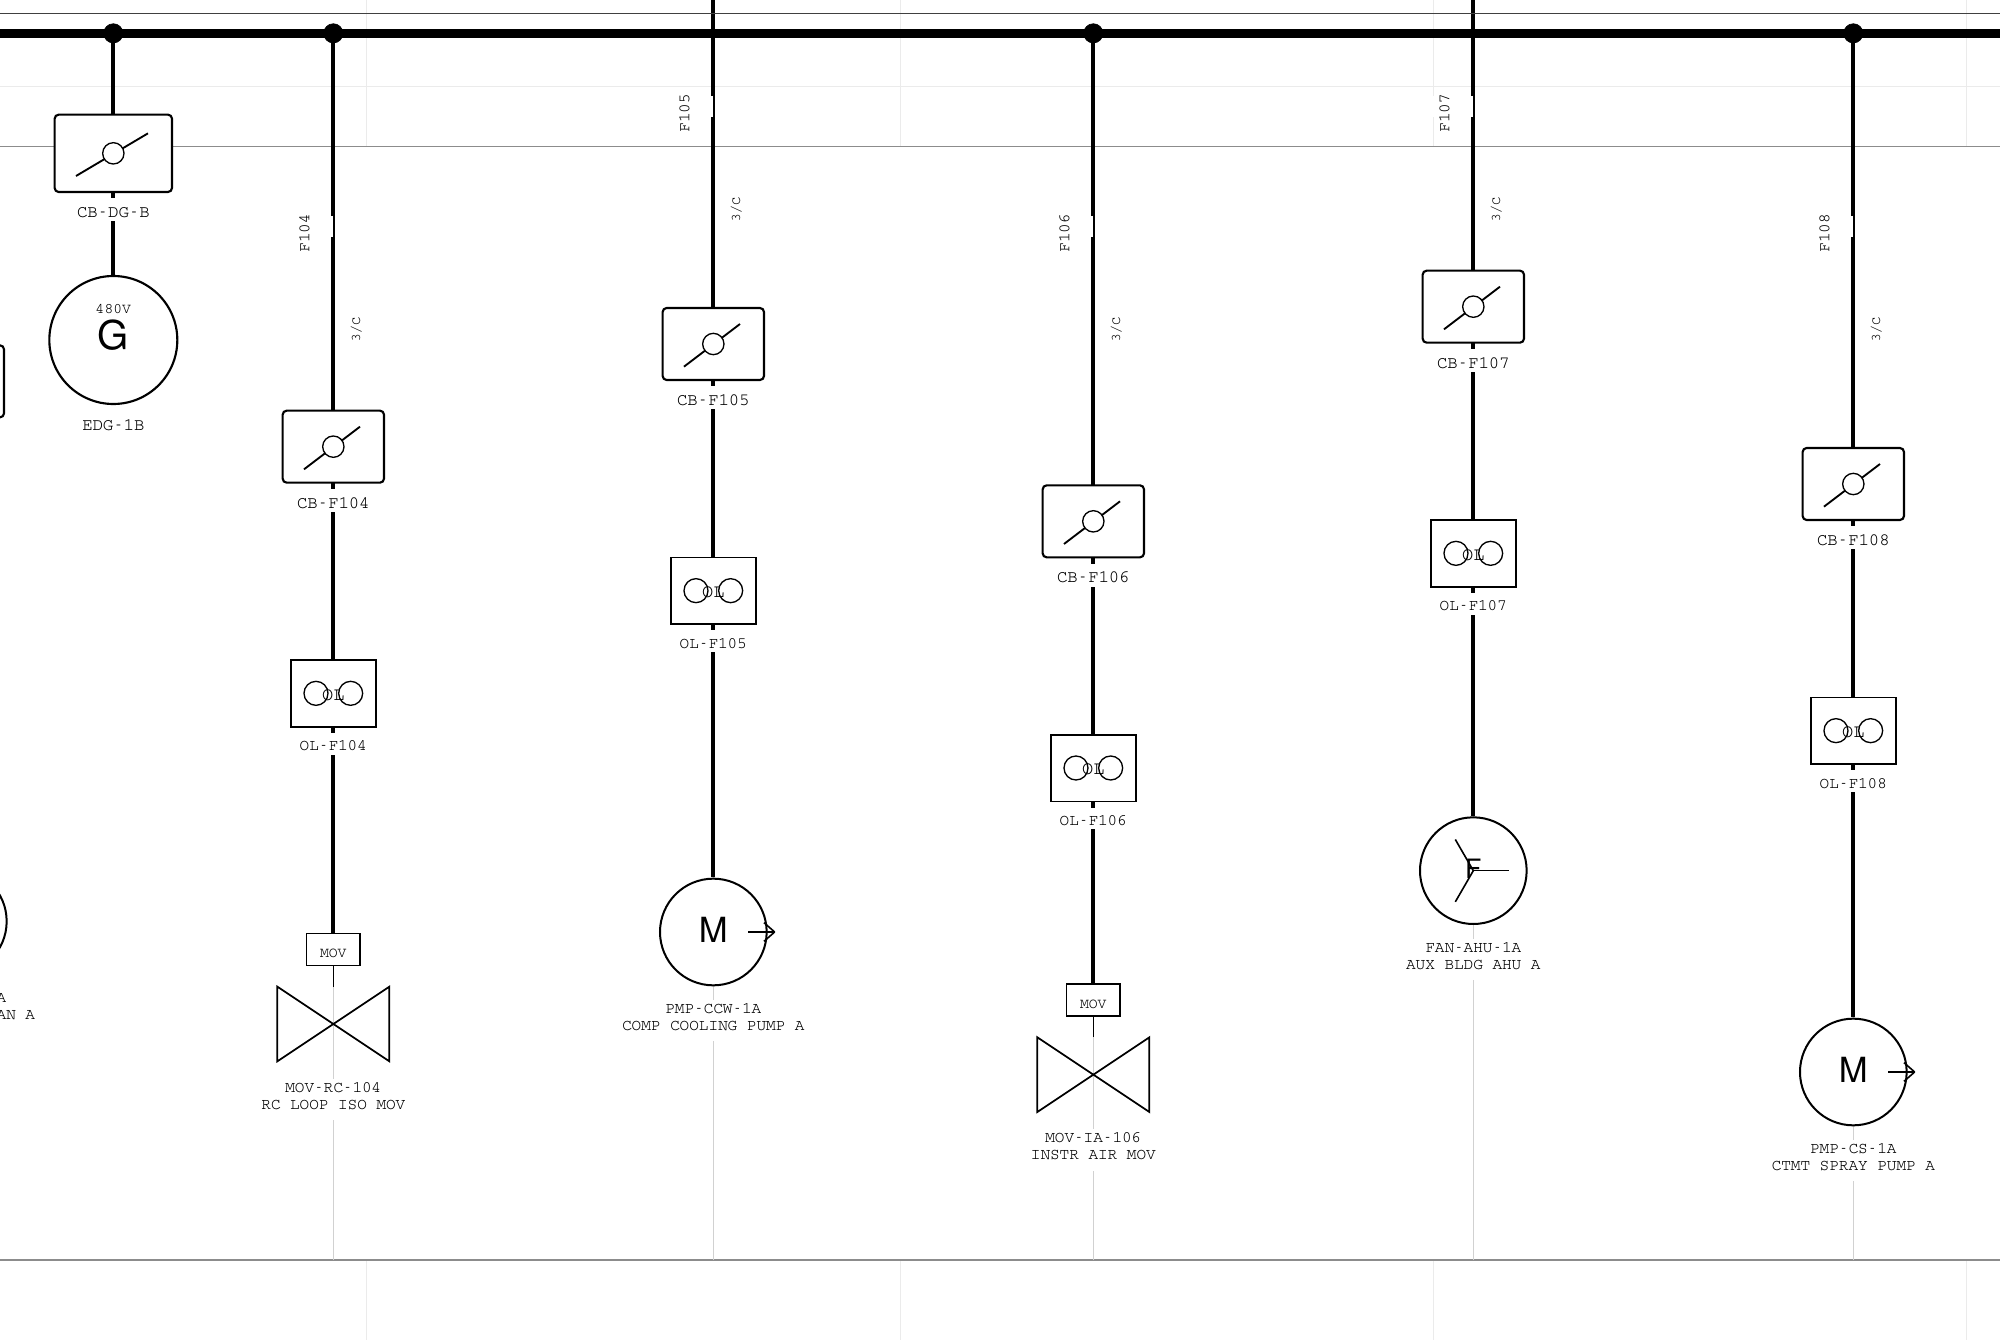 F105
F107
3/C
3/C
CB-DG-B
F104
F106
F108
480V
G
3/C
3/C
3/C
CB-F107
CB-F105
EDG-1B
CB-F104
CB-F108
OL
CB-F106
OL
OL-F107
OL-F105
OL
OL
OL-F104
OL
OL-F108
OL-F106
F
M
FAN-AHU-1A
AUX BLDG AHU A
MOV
A
AN A
MOV
PMP-CCW-1A
COMP COOLING PUMP A
M
MOV-RC-104
RC LOOP ISO MOV
MOV-IA-106
INSTR AIR MOV
PMP-CS-1A
CTMT SPRAY PUMP A